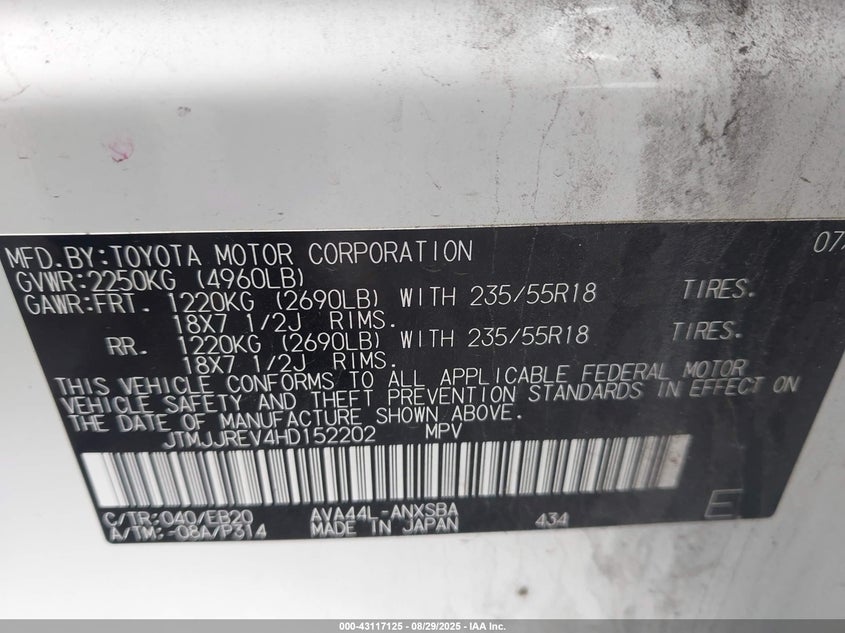 MFD.BY:TOYOTA MOTOR CORPORATION 07
GVWR:2250KG (4960LB)
GAWR:FRT. 1220KG (2690LB) WITH 235/55R18 TIRES.
18X7 1/2J RIMS.
RR. 1220KG (2690LB) WITH 235/55R18 TIRES.
18X7 1/2J RIMS.
THIS VEHICLE CONFORMS TO ALL APPLICABLE FEDERAL MOTOR
VEHICLE SAFETY AND THEFT PREVENTION STANDARDS IN EFFECT ON
THE DATE OF MANUFACTURE SHOWN ABOVE.
JTMJJREV4HD152202 MPV
C/TR:040/EB20 AVA44L-ANXSBA 434 E
A/TM:-08A/P314 MADE IN JAPAN
000-43117125 - 08/29/2025 - IAA Inc.